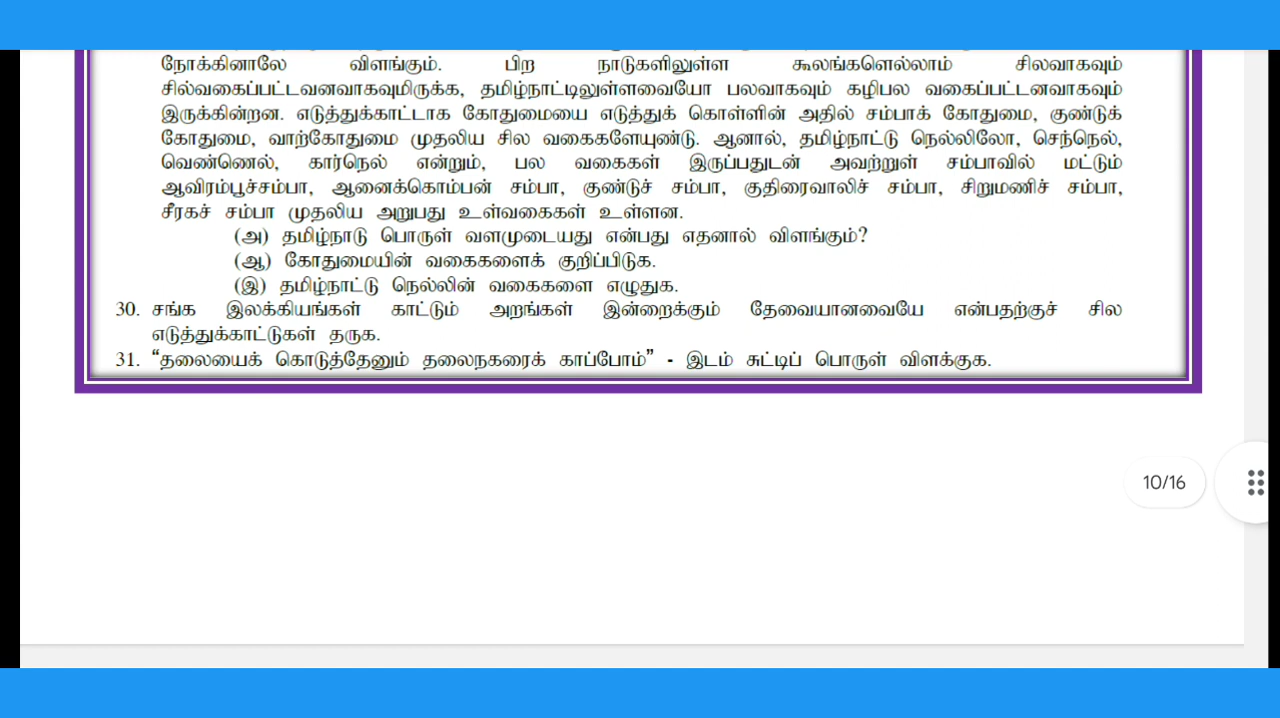 நோக்கினாலே விளங்கும். பிற நாடுகளிலுள்ள கூலங்களெல்லாம் சிலவாகவும்
சில்வகைப்பட்டவனவாகவுமிருக்க, தமிழ்நாட்டிலுள்ளவையோ பலவாகவும் கழிபல வகைப்பட்டனவாகவும்
இருக்கின்றன. எடுத்துக்காட்டாக கோதுமையை எடுத்துக் கொள்ளின் அதில் சம்பாக் கோதுமை, குண்டுக்
கோதுமை, வாற்கோதுமை முதலிய சில வகைகளேயுண்டு. ஆனால், தமிழ்நாட்டு நெல்லிலோ, செந்நெல்,
வெண்ணெல், கார்நெல் என்றும், பல வகைகள் இருப்பதுடன் அவற்றுள் சம்பாவில் மட்டும்
ஆவிரம்பூச்சம்பா, ஆனைக்கொம்பன் சம்பா, குண்டுச் சம்பா, குதிரைவாலிச் சம்பா, சிறுமணிச் சம்பா,
சீரகச் சம்பா முதலிய அறுபது உள்வகைகள் உள்ளன.
(அ) தமிழ்நாடு பொருள் வளமுடையது என்பது எதனால் விளங்கும்?
(ஆ) கோதுமையின் வகைகளைக் குறிப்பிடுக.
(இ) தமிழ்நாட்டு நெல்லின் வகைகளை எழுதுக.
30. சங்க இலக்கியங்கள் காட்டும் அறங்கள் இன்றைக்கும் தேவையானவையே என்பதற்குச் சில
எடுத்துக்காட்டுகள் தருக.
31. “தலையைக் கொடுத்தேனும் தலைநகரைக் காப்போம்” - இடம் சுட்டிப் பொருள் விளக்குக.
10/16